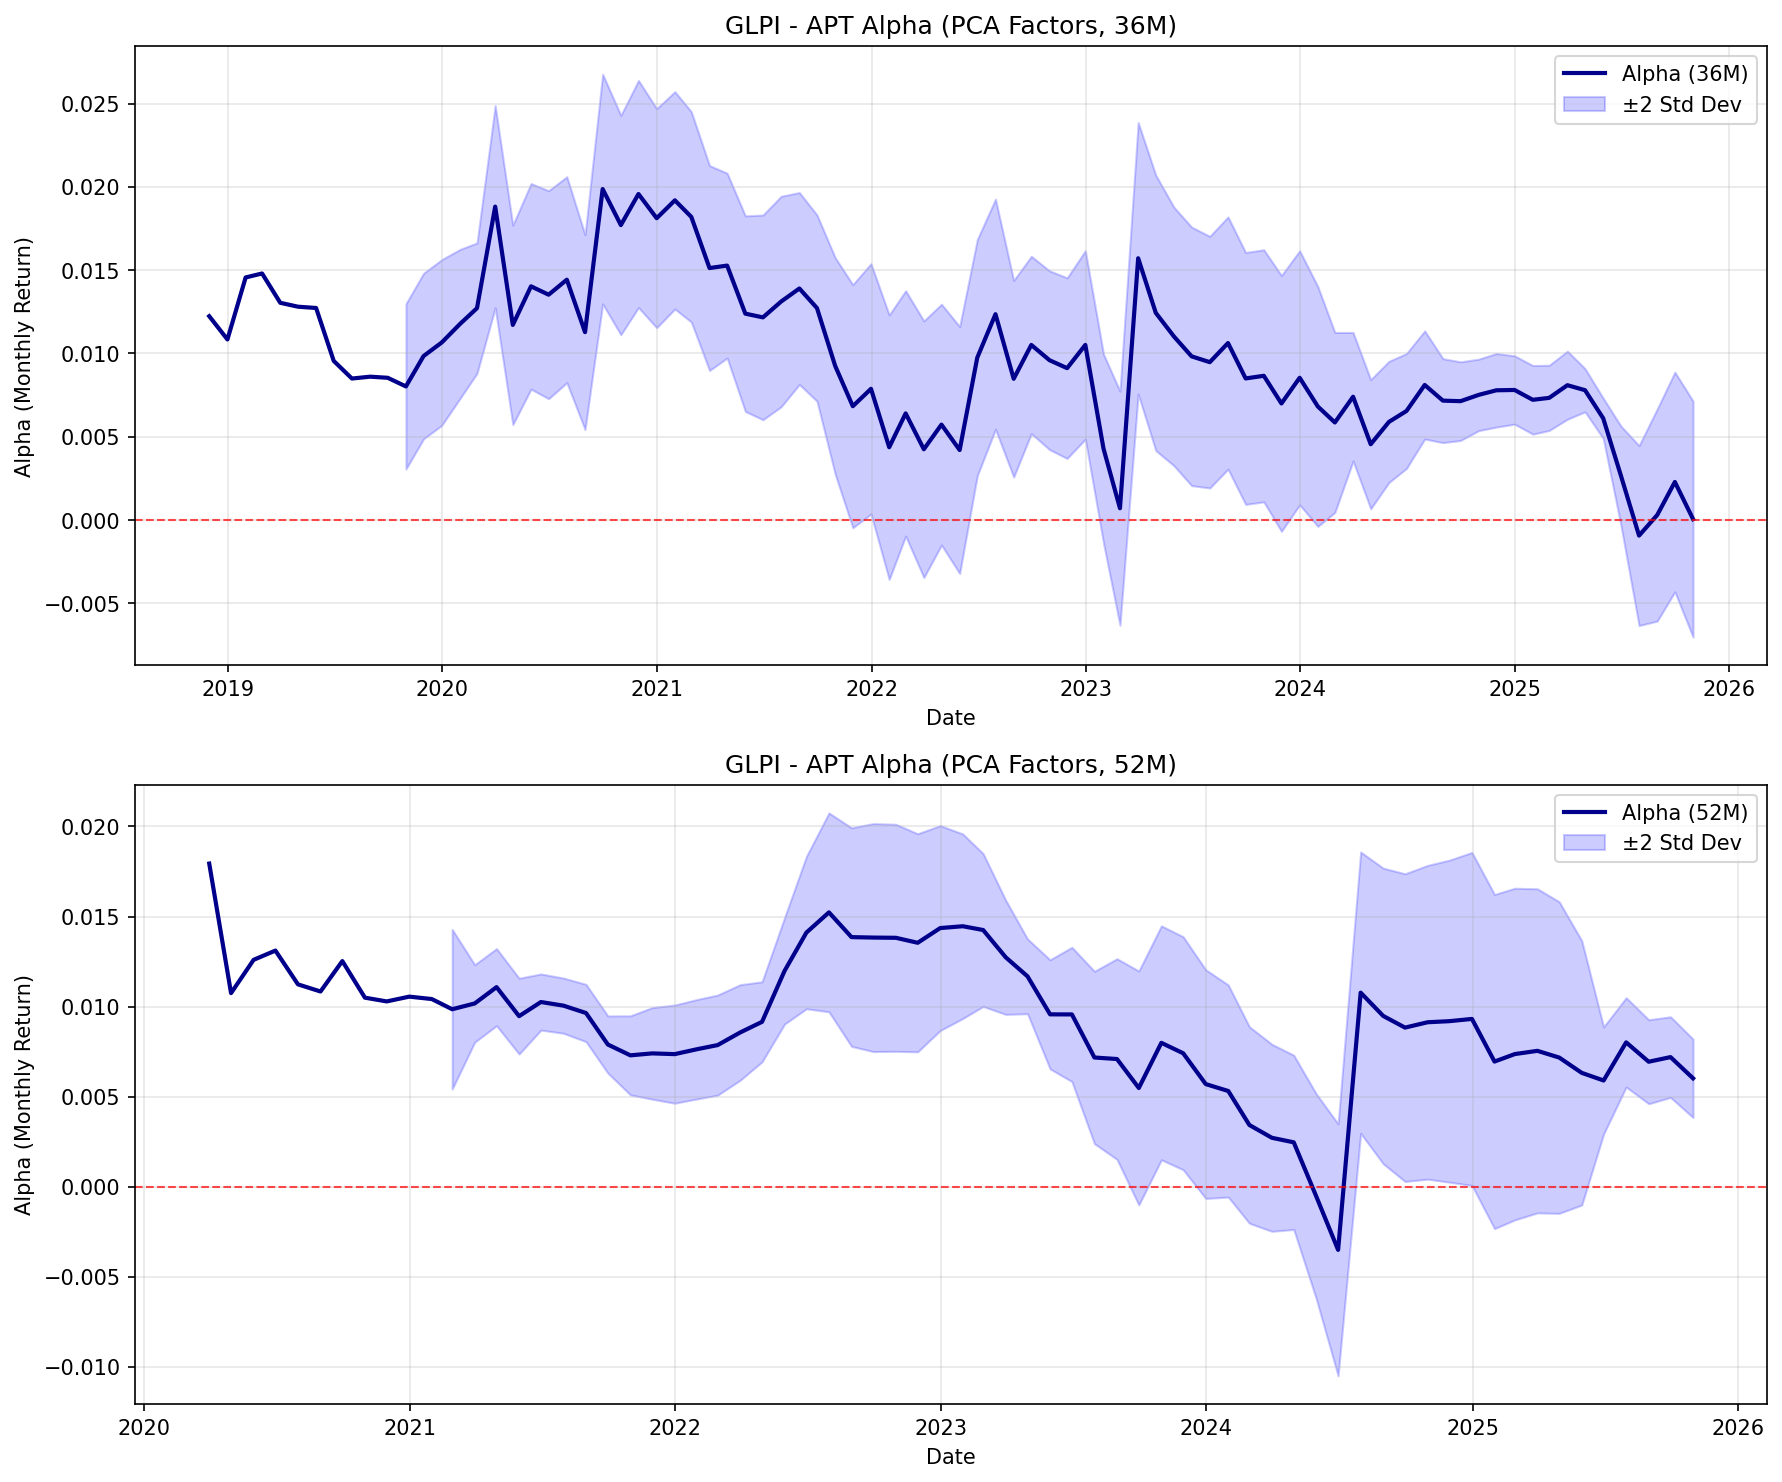 GLPI - APT Alpha (PCA Factors, 36M)
Alpha (36M)
±2 Std Dev
Alpha (Monthly Return)
0.025
0.020
0.015
0.010
0.005
0.000
−0.005
2019 2020 2021 2022 2023 2024 2025 2026
Date
GLPI - APT Alpha (PCA Factors, 52M)
Alpha (52M)
±2 Std Dev
Alpha (Monthly Return)
0.020
0.015
0.010
0.005
0.000
−0.005
−0.010
2020 2021 2022 2023 2024 2025 2026
Date